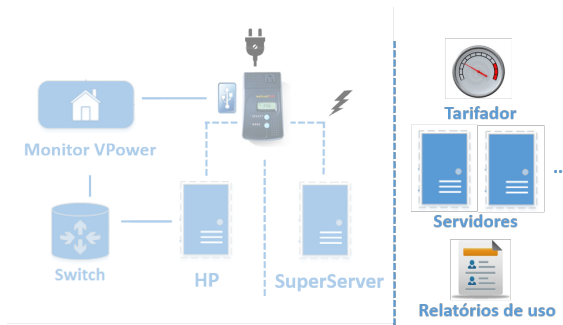 Monitor VPower
Switch
HP
SuperServer
Tarifador
Servidores
..
Relatórios de uso